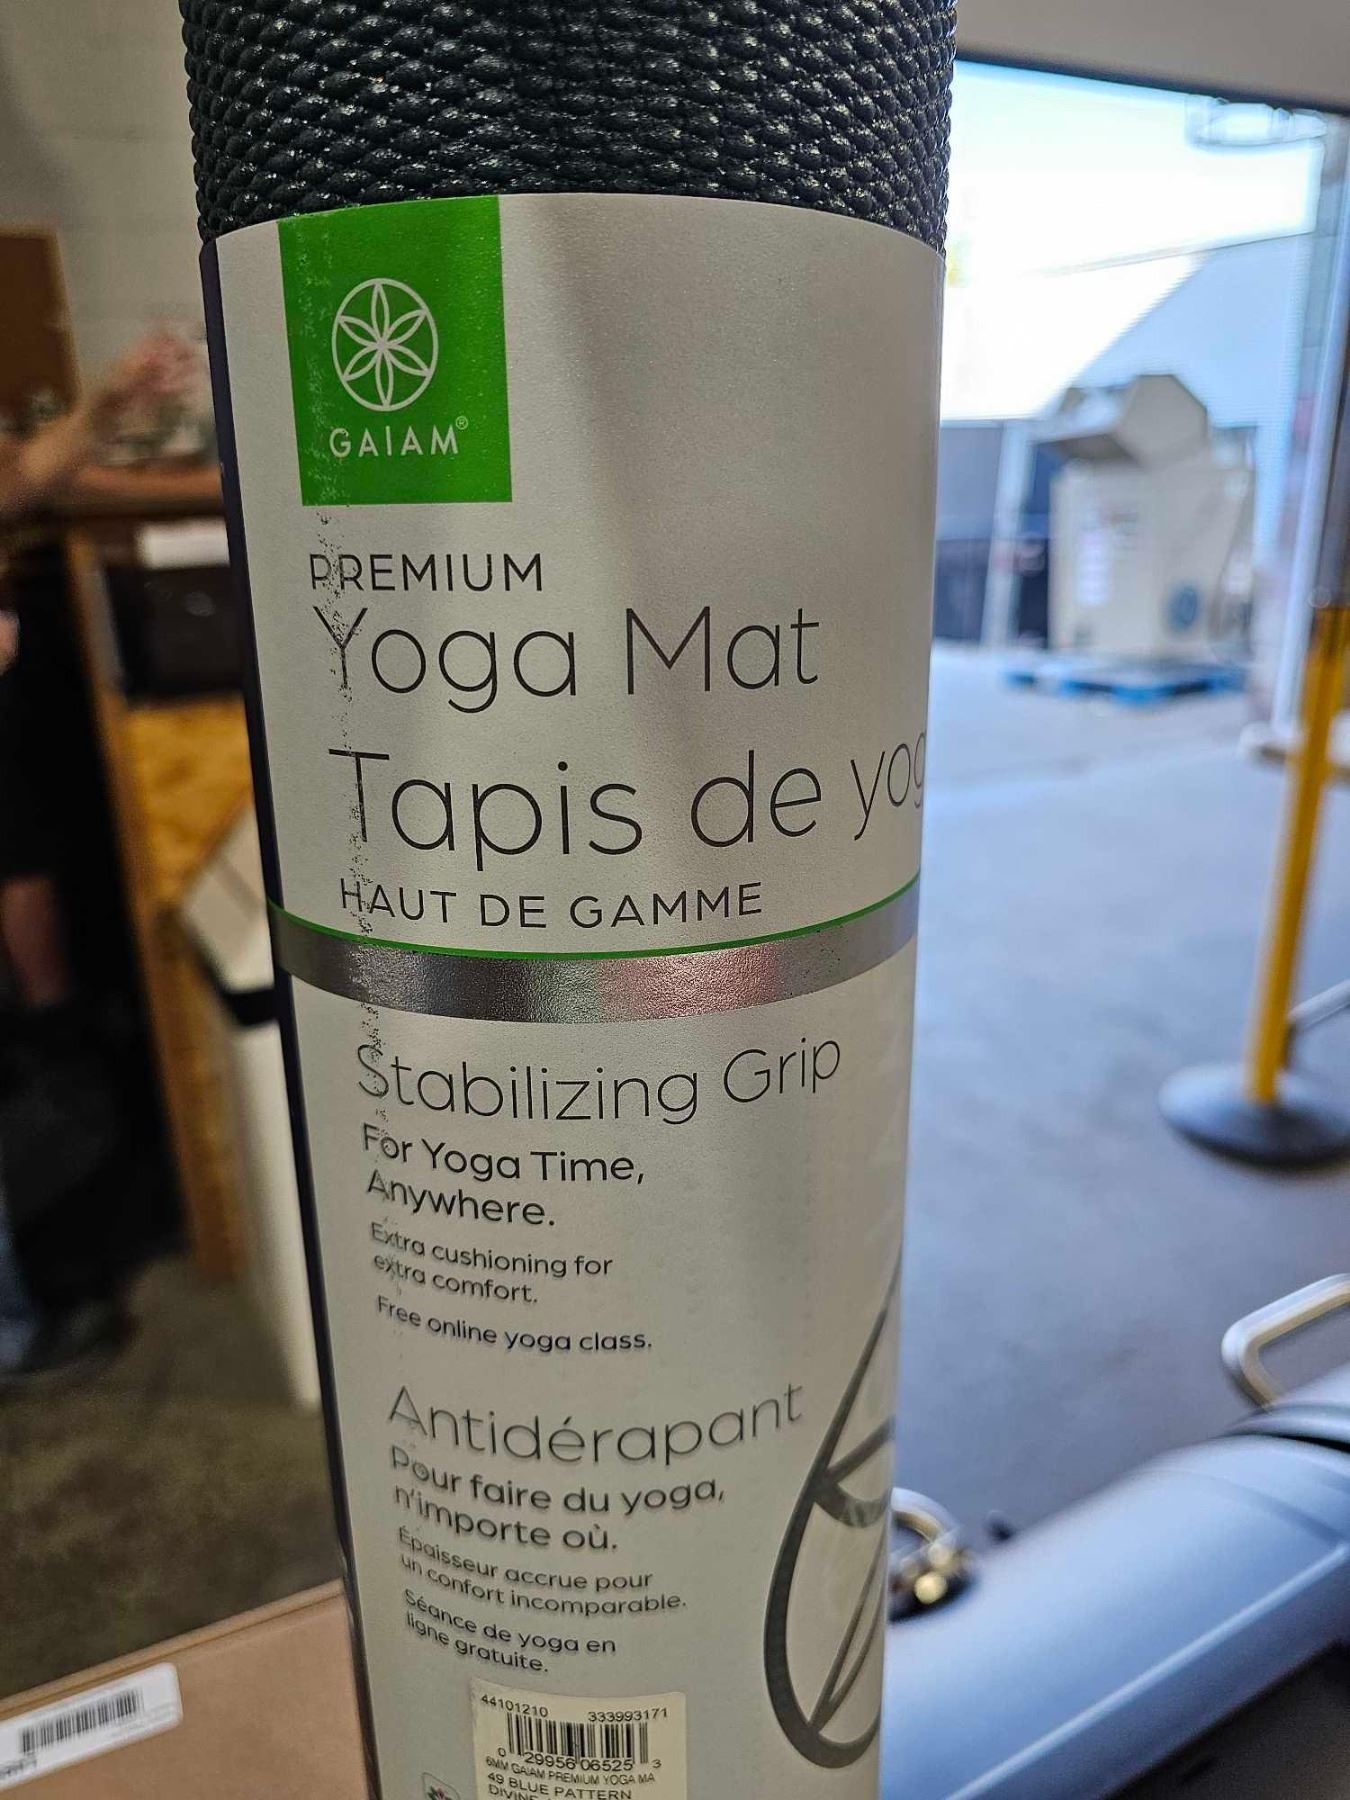 GAIAM®
PREMIUM
Yoga Mat
Tapis de yog
HAUT DE GAMME
Stabilizing Grip
For Yoga Time,
Anywhere.
Extra cushioning for
extra comfort.
Free online yoga class.
Antidérapant
Pour faire du yoga,
n'importe où.
Épaisseur accrue pour
un confort incomparable.
Séance de yoga en
ligne gratuite.
44101210 333993171
0 29956 06525 3
6MM GAIAM PREMIUM YOGA MA
49 BLUE PATTERN